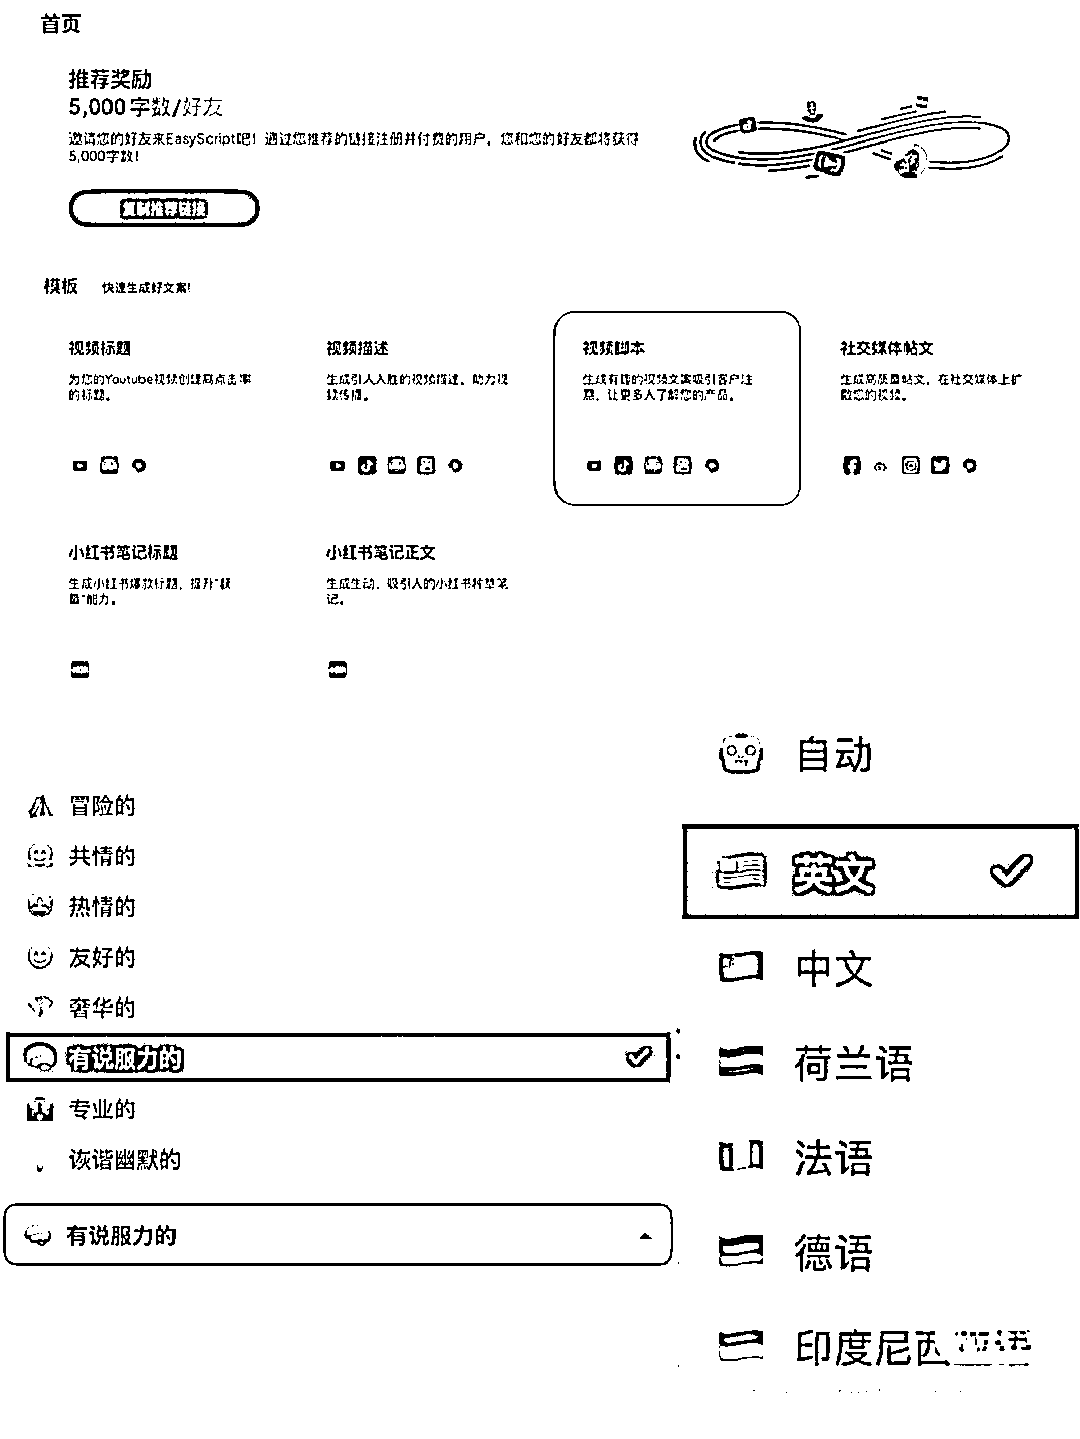 首页
推荐奖励
5,000 字数/好友
邀请您的好友来EasyScript吧！通过您推荐的链接注册并付费的用户，您和您的好友都将获得
5,000字数！
复制推荐链接
模板 快速生成好文案!
视频标题
为您的Youtube视频创建高点击率
的标题。
视频描述
生成引人入胜的视频描述，助力视
频传播。
视频脚本
生成有趣的视频文案吸引客户注
意，让更多人了解您的产品。
社交媒体帖文
生成高质量帖文，在社交媒体上扩
散您的视频。
小红书笔记标题
生成小红书爆款标题，提升“获
量”能力。
小红书笔记正文
生成生动、吸引人的小红书种草笔
记。
冒险的
共情的
热情的
友好的
奢华的
有说服力的
专业的
诙谐幽默的
有说服力的
自动
英文
中文
荷兰语
法语
德语
印度尼西